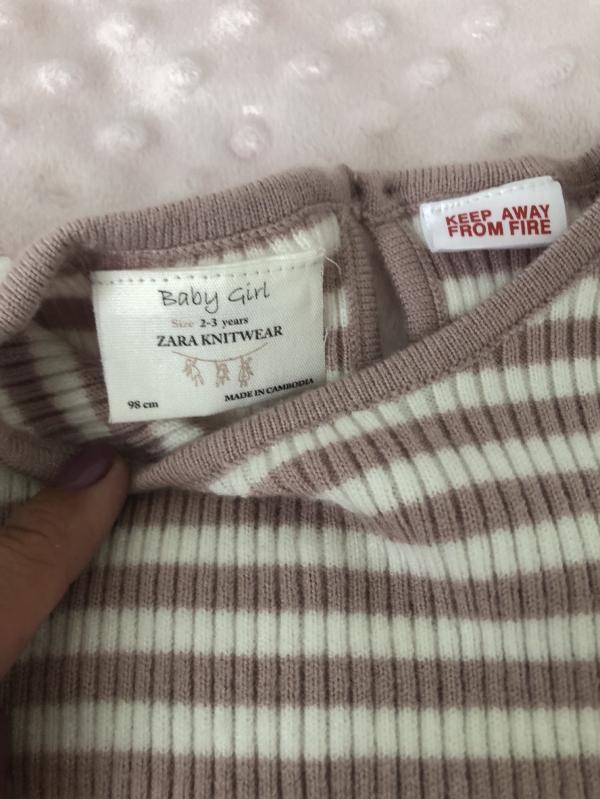 Baby Girl
Size 2-3 years
ZARA KNITWEAR
98 cm
MADE IN CAMBODIA
KEEP AWAY
FROM FIRE